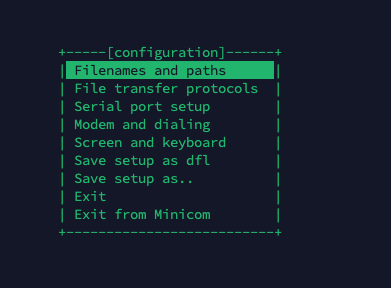 +-----[configuration]------+
| Filenames and paths      |
| File transfer protocols  |
| Serial port setup        |
| Modem and dialing        |
| Screen and keyboard      |
| Save setup as dfl        |
| Save setup as..          |
| Exit                     |
| Exit from Minicom        |
+--------------------------+